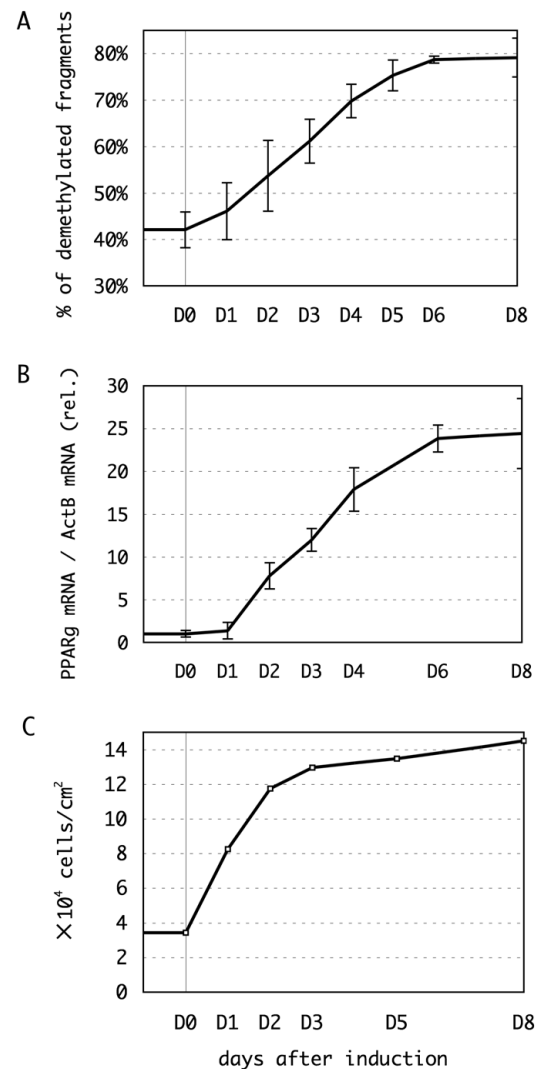 A
% of demethylated fragments
80%
70%
60%
50%
40%
30%
D0 D1 D2 D3 D4 D5 D6 D8
B
PPARg mRNA / ActB mRNA (rel.)
30
25
20
15
10
5
0
D0 D1 D2 D3 D4 D6 D8
C
×10⁴ cells/cm²
14
12
10
8
6
4
2
0
D0 D1 D2 D3 D5 D8
days after induction